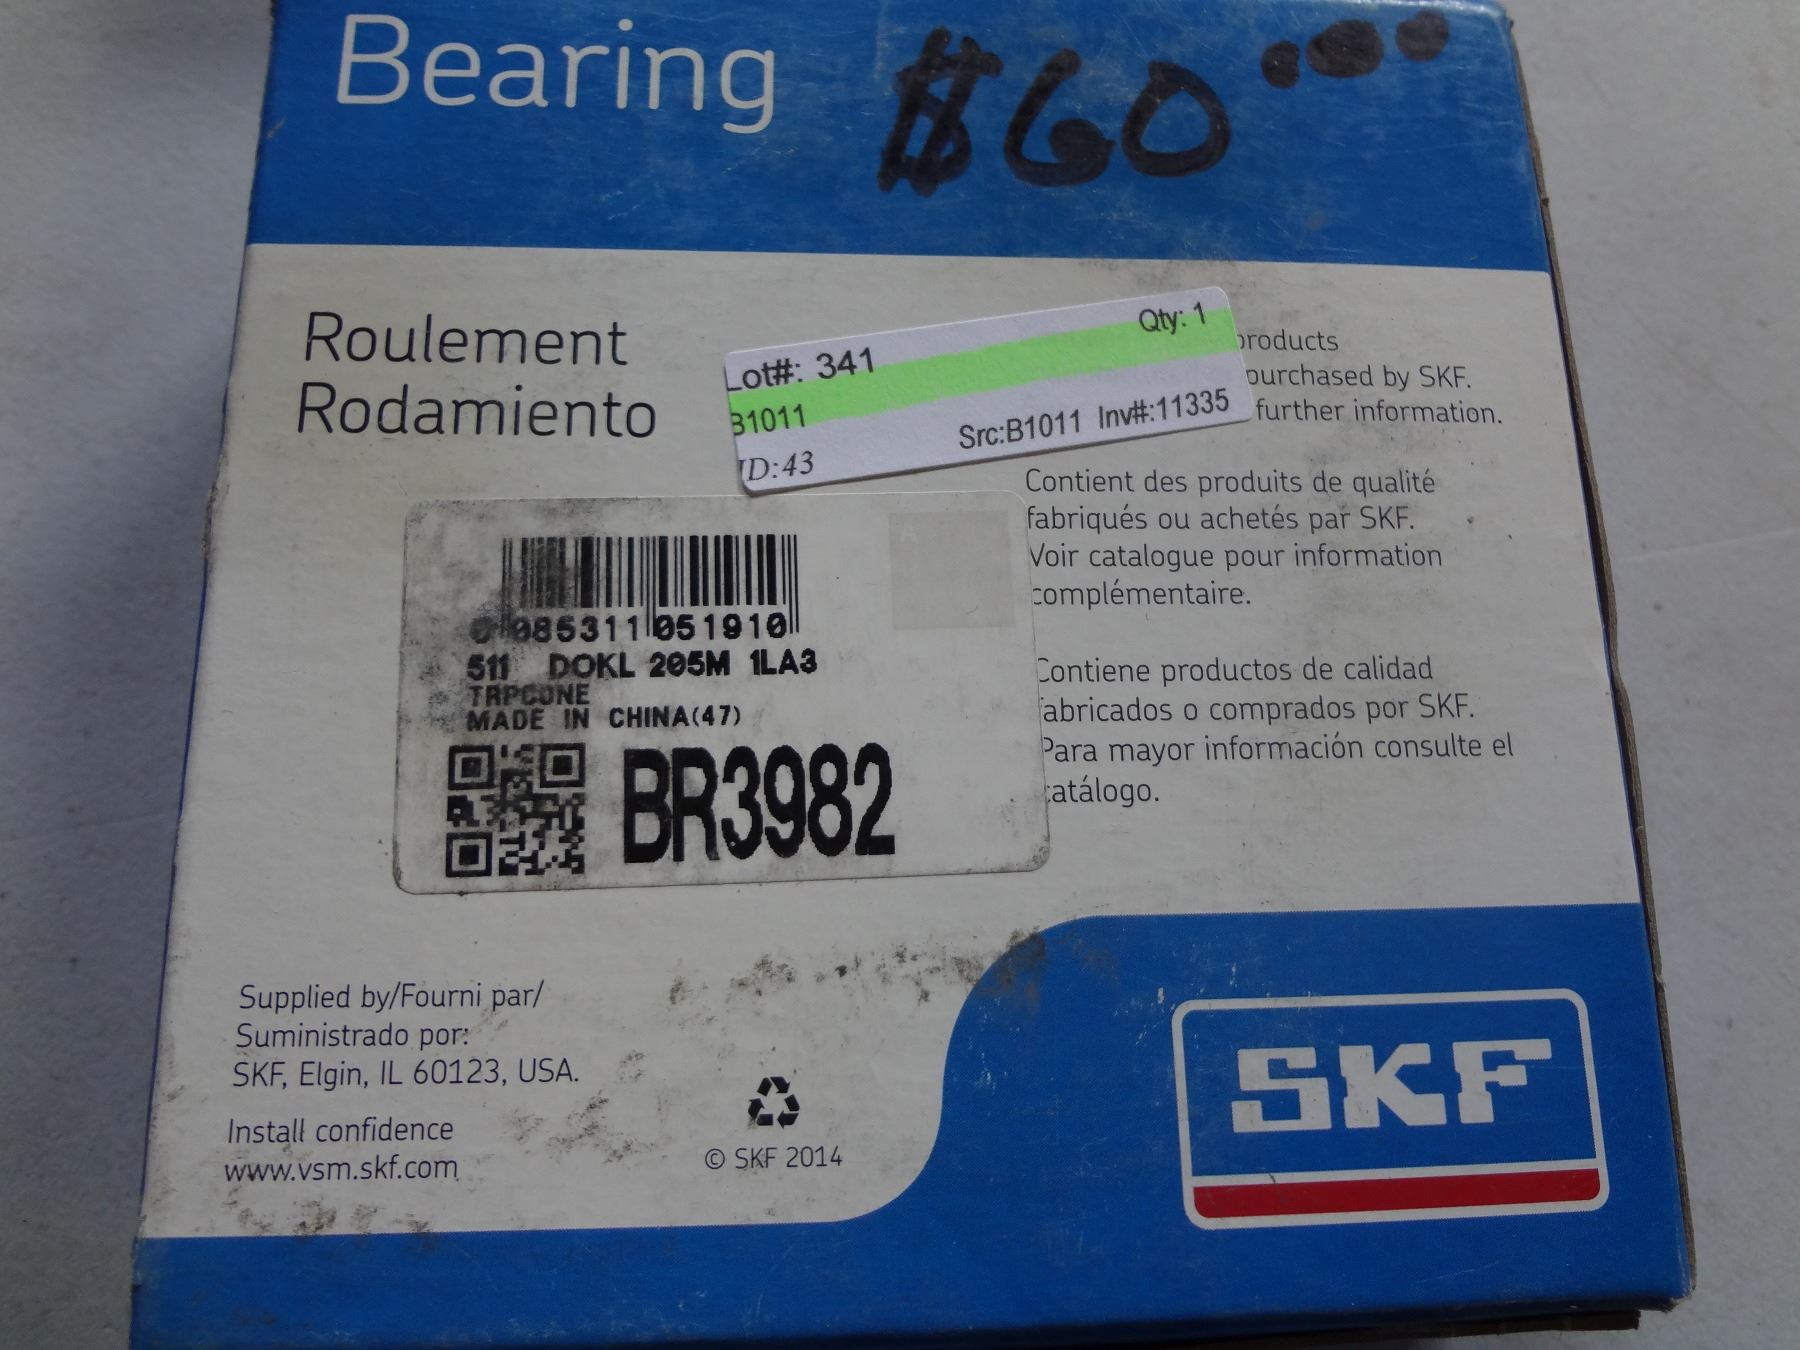 Bearing
$60
Roulement
Rodamiento
Lot#: 341 Qty: 1
B1011
Src:B1011 Inv#:11335
ID:43
products
purchased by SKF.
further information.
Contient des produits de qualité
fabriqués ou achetés par SKF.
Voir catalogue pour information
complémentaire.
Contiene productos de calidad
fabricados o comprados por SKF.
Para mayor información consulte el
catálogo.
0 085311 051910
511 DOKL 205M 1LA3
TRPCONE
MADE IN CHINA(47)
BR3982
Supplied by/Fourni par/
Suministrado por:
SKF, Elgin, IL 60123, USA.
Install confidence
www.vsm.skf.com
© SKF 2014
SKF